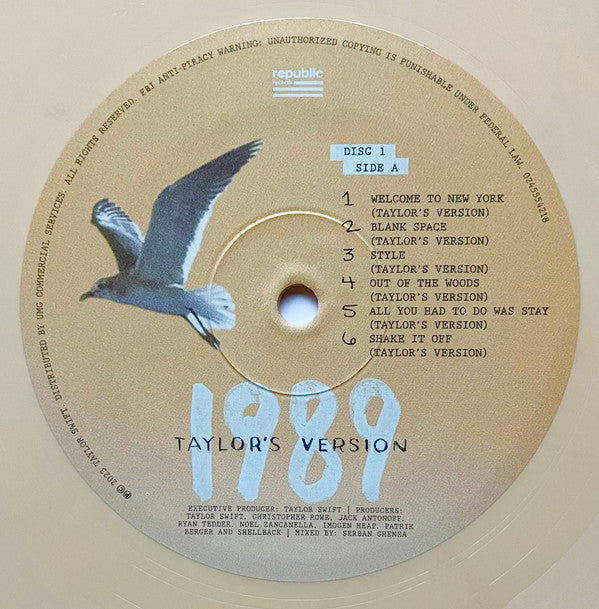 ℗© 2023 TAYLOR SWIFT. DISTRIBUTED BY UMG COMMERCIAL SERVICES. ALL RIGHTS RESERVED. FBI ANTI-PIRACY WARNING: UNAUTHORIZED COPYING IS PUNISHABLE UNDER FEDERAL LAW. 0245554218
republic
records
DISC 1
SIDE A
1 WELCOME TO NEW YORK
(TAYLOR'S VERSION)
2 BLANK SPACE
(TAYLOR'S VERSION)
3 STYLE
(TAYLOR'S VERSION)
4 OUT OF THE WOODS
(TAYLOR'S VERSION)
5 ALL YOU HAD TO DO WAS STAY
(TAYLOR'S VERSION)
6 SHAKE IT OFF
(TAYLOR'S VERSION)
1989
TAYLOR'S VERSION
EXECUTIVE PRODUCER: TAYLOR SWIFT | PRODUCERS:
TAYLOR SWIFT, CHRISTOPHER ROWE, JACK ANTONOFF,
RYAN TEDDER, NOEL ZANCANELLA, IMOGEN HEAP, PATRIK
BERGER AND SHELLBACK | MIXED BY: SERBAN GHENEA